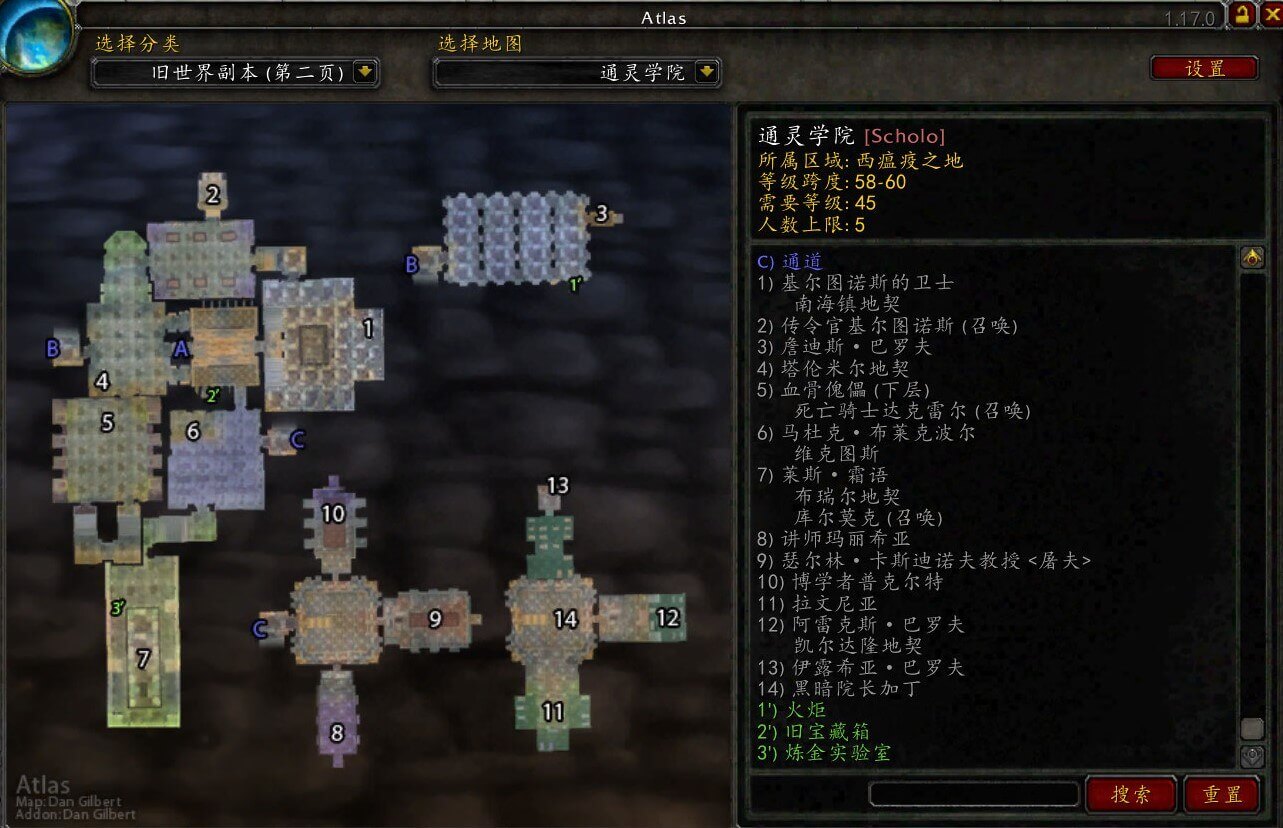 Atlas
1.17.0
选择分类
选择地图
旧世界副本 (第二页)
通灵学院
设置
通灵学院 [Scholo]
所属区域: 西瘟疫之地
等级跨度: 58-60
需要等级: 45
人数上限: 5
C) 通道
1) 基尔图诺斯的卫士
南海镇地契
2) 传令官基尔图诺斯 (召唤)
3) 詹迪斯·巴罗夫
4) 塔伦米尔地契
5) 血骨傀儡 (下层)
死亡骑士达克雷尔 (召唤)
6) 马杜克·布莱克波尔
维克图斯
7) 莱斯·霜语
布瑞尔地契
库尔莫克 (召唤)
8) 讲师玛丽希亚
9) 瑟尔林·卡斯迪诺夫教授 <屠夫>
10) 博学者普克尔特
11) 拉文尼亚
12) 阿雷克斯·巴罗夫
凯尔达隆地契
13) 伊露希亚·巴罗夫
14) 黑暗院长加丁
1') 火炬
2') 旧宝藏箱
3') 炼金实验室
搜索
重置
2
3
B
1'
1
B
A
4
2'
5
6
C
13
10
3'
9
14
12
C
7
11
8
Atlas
Map:Dan Gilbert
Addon:Dan Gilbert